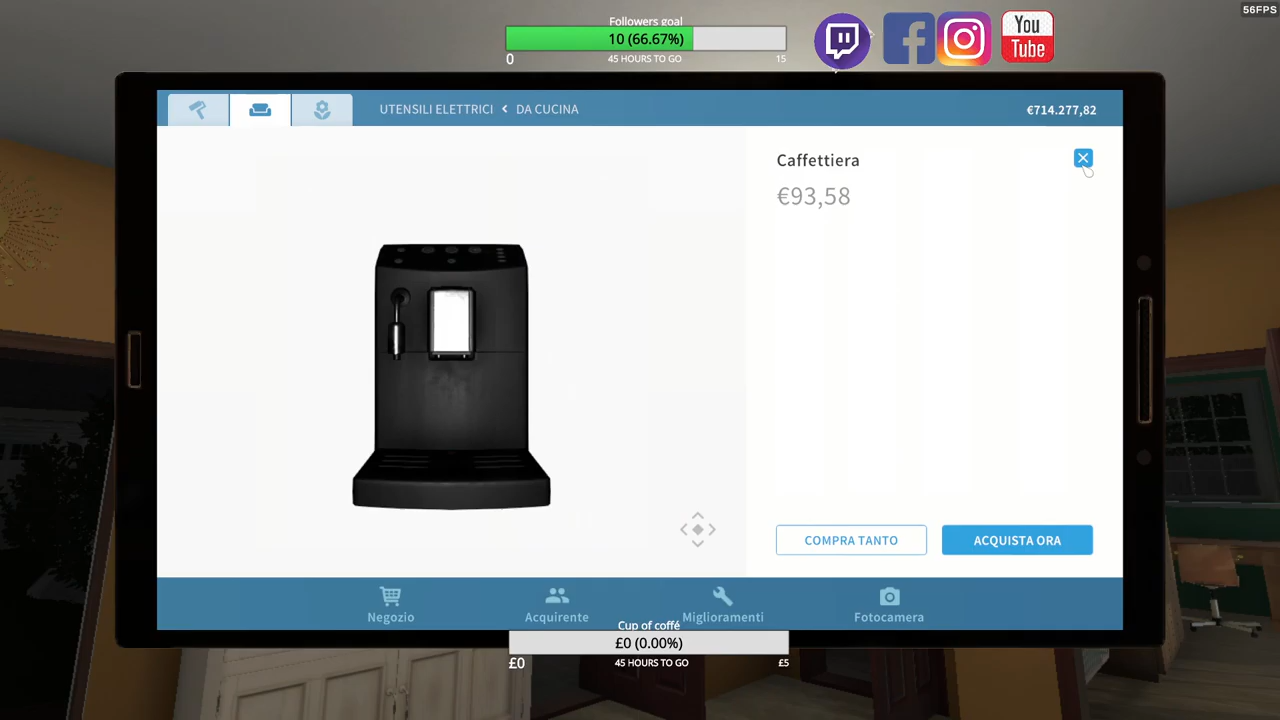 56FPS
Followers goal
10 (66.67%)
0
45 HOURS TO GO
15
You
Tube
UTENSILI ELETTRICI < DA CUCINA
€714.277,82
Caffettiera
€93,58
COMPRA TANTO
ACQUISTA ORA
Negozio
Acquirente
Miglioramenti
Fotocamera
Cup of coffé
£0 (0.00%)
£0
45 HOURS TO GO
£5